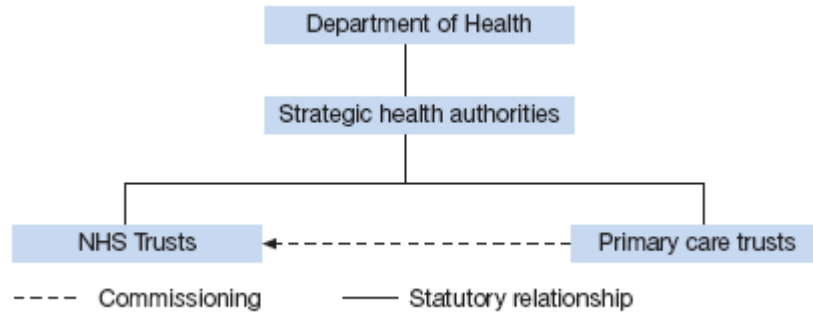 Department of Health
Strategic health authorities
NHS Trusts
Primary care trusts
Commissioning
Statutory relationship